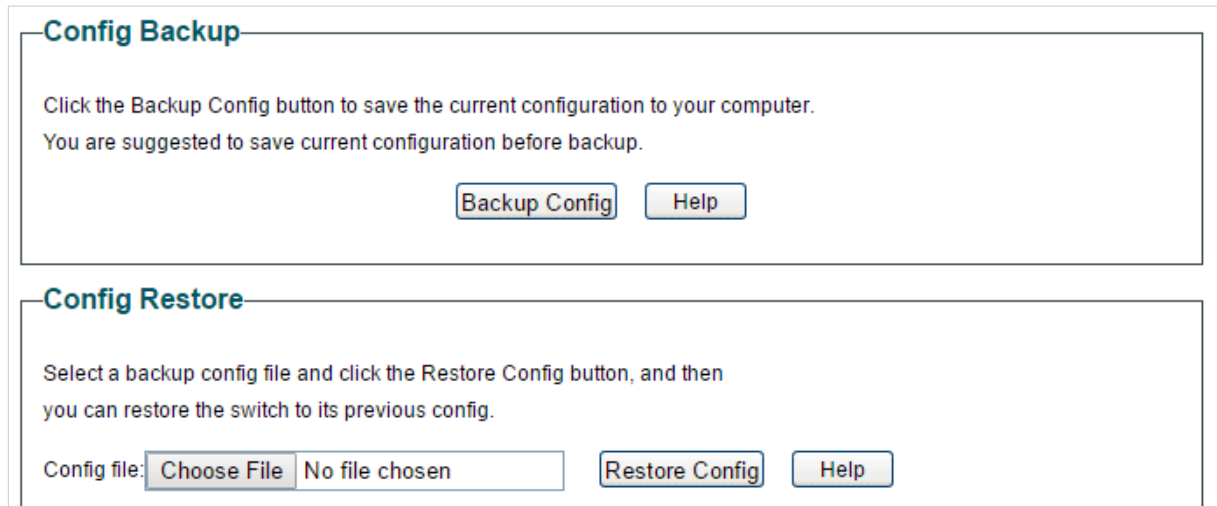 Config Backup
Click the Backup Config button to save the current configuration to your computer.
You are suggested to save current configuration before backup.
Backup Config Help
Config Restore
Select a backup config file and click the Restore Config button, and then
you can restore the switch to its previous config.
Config file: Choose File No file chosen Restore Config Help